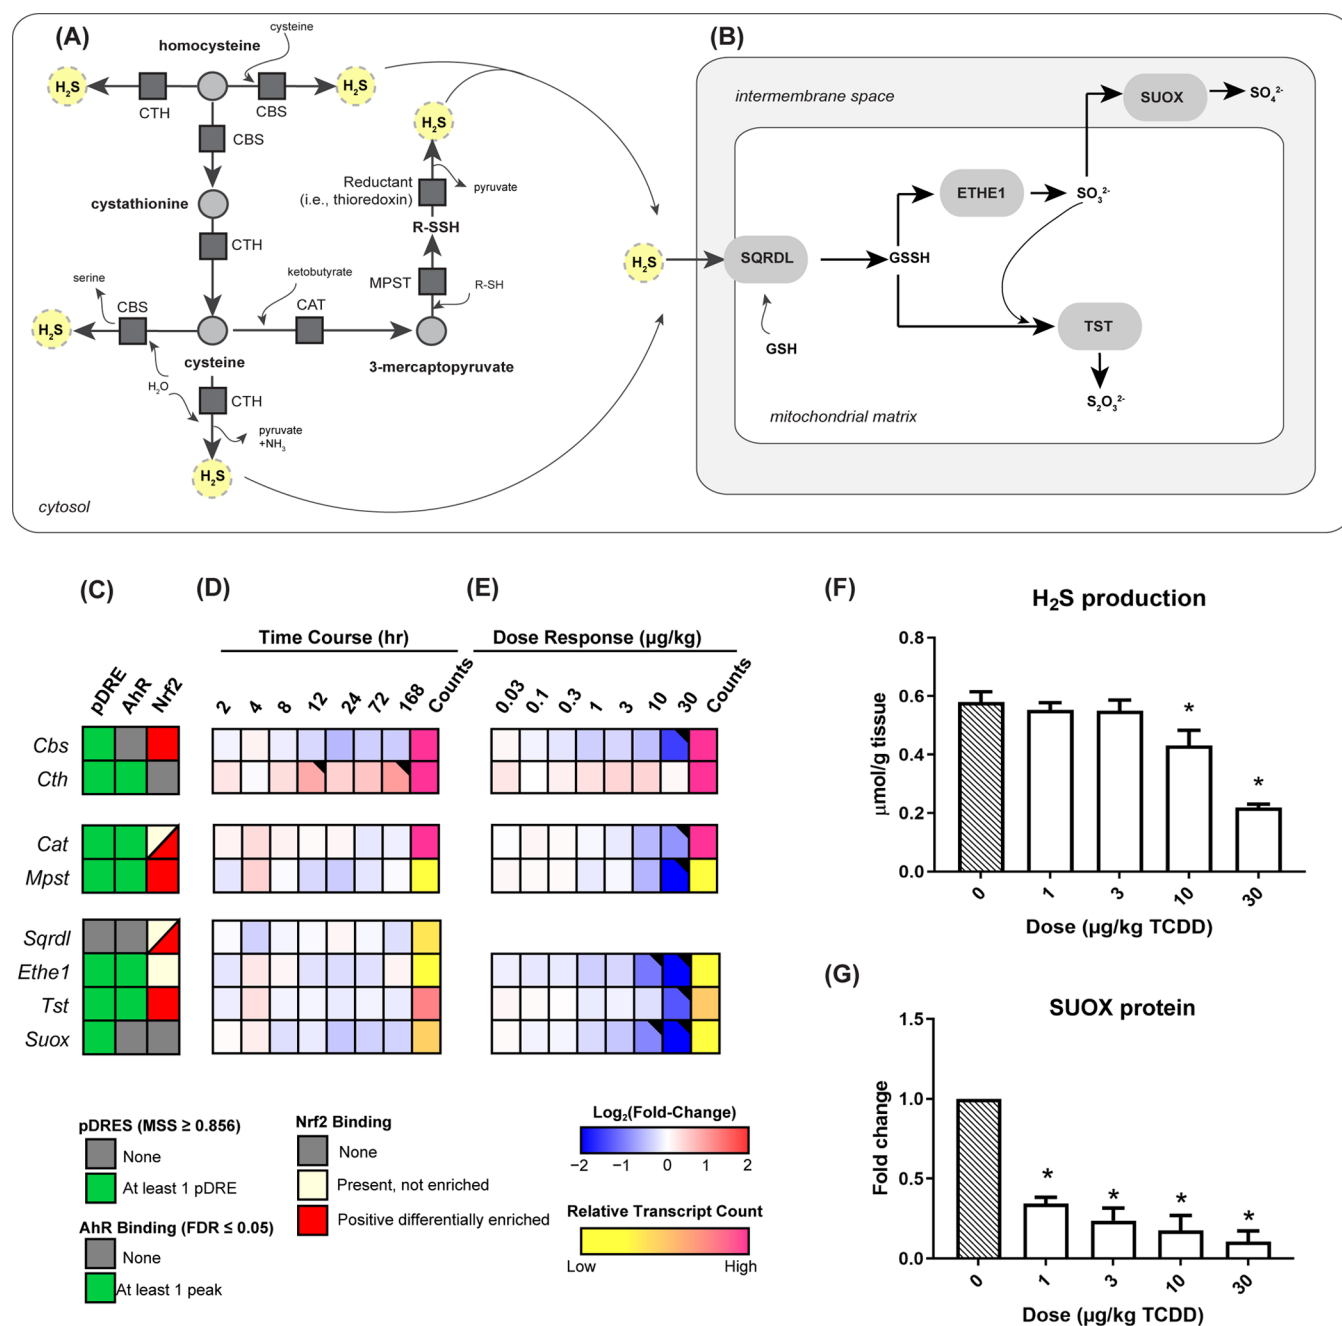 (A)
(B)
homocysteine
cysteine
H₂S
H₂S
CTH
CBS
H₂S
CBS
Reductant
(i.e., thioredoxin)
pyruvate
cystathionine
R-SSH
CTH
serine
ketobutyrate
MPST
R-SH
CBS
CAT
H₂S
cysteine
3-mercaptopyruvate
H₂O
CTH
pyruvate
+NH₃
H₂S
cytosol
intermembrane space
SUOX
SO₄²⁻
ETHE1
SO₃²⁻
H₂S
SQRDL
GSSH
TST
GSH
S₂O₃²⁻
mitochondrial matrix
(C)
(D)
(E)
Time Course (hr)
Dose Response (µg/kg)
pDRE
AhR
Nrf2
2
4
8
12
24
72
168
Counts
0.03
0.1
0.3
1
3
10
30
Counts
Cbs
Cth
Cat
Mpst
Sqrdl
Ethe1
Tst
Suox
pDRES (MSS ≥ 0.856)
None
At least 1 pDRE
AhR Binding (FDR ≤ 0.05)
None
At least 1 peak
Nrf2 Binding
None
Present, not enriched
Positive differentially enriched
Log₂(Fold-Change)
−2 −1 0 1 2
Relative Transcript Count
Low High
(F)
H₂S production
µmol/g tissue
0.8
0.6
0.4
0.2
0.0
*
*
0 1 3 10 30
Dose (µg/kg TCDD)
(G)
SUOX protein
Fold change
1.5
1.0
0.5
0.0
*
*
*
*
0 1 3 10 30
Dose (µg/kg TCDD)